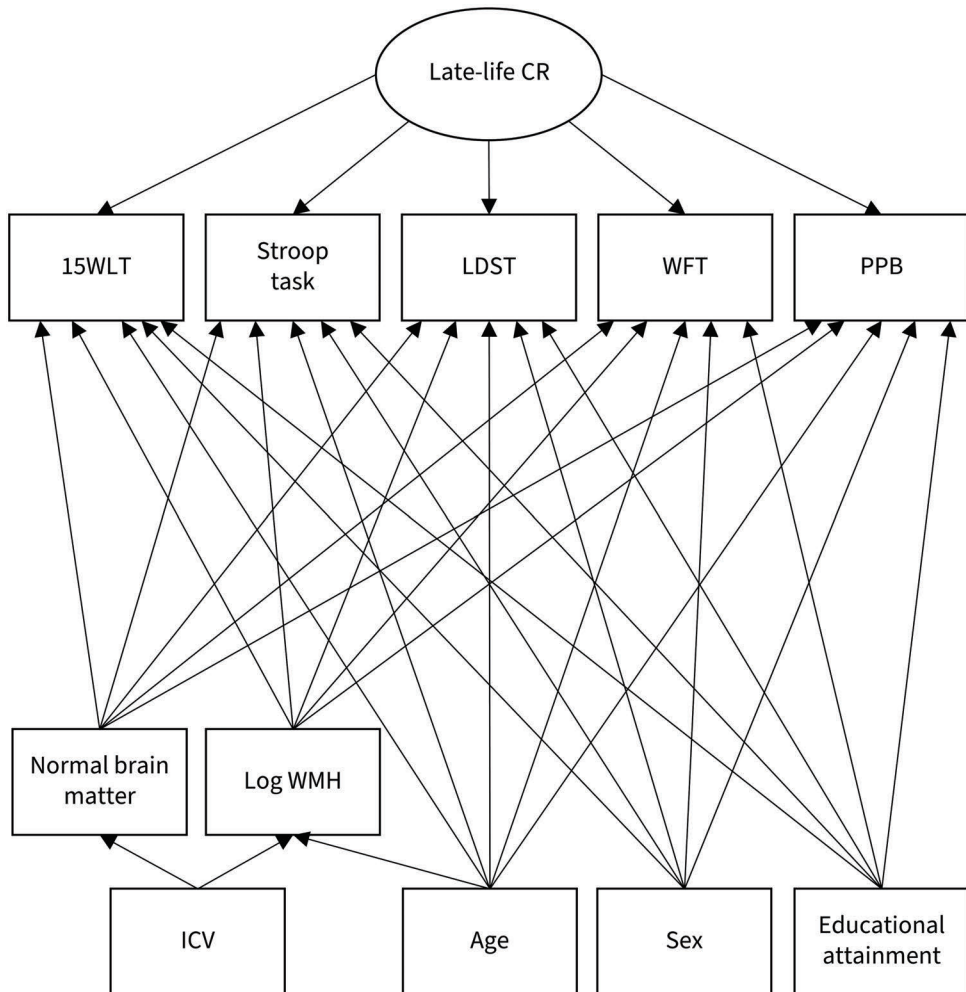 Late-life CR
15WLT
Stroop
task
LDST
WFT
PPB
Normal brain
matter
Log WMH
ICV
Age
Sex
Educational
attainment